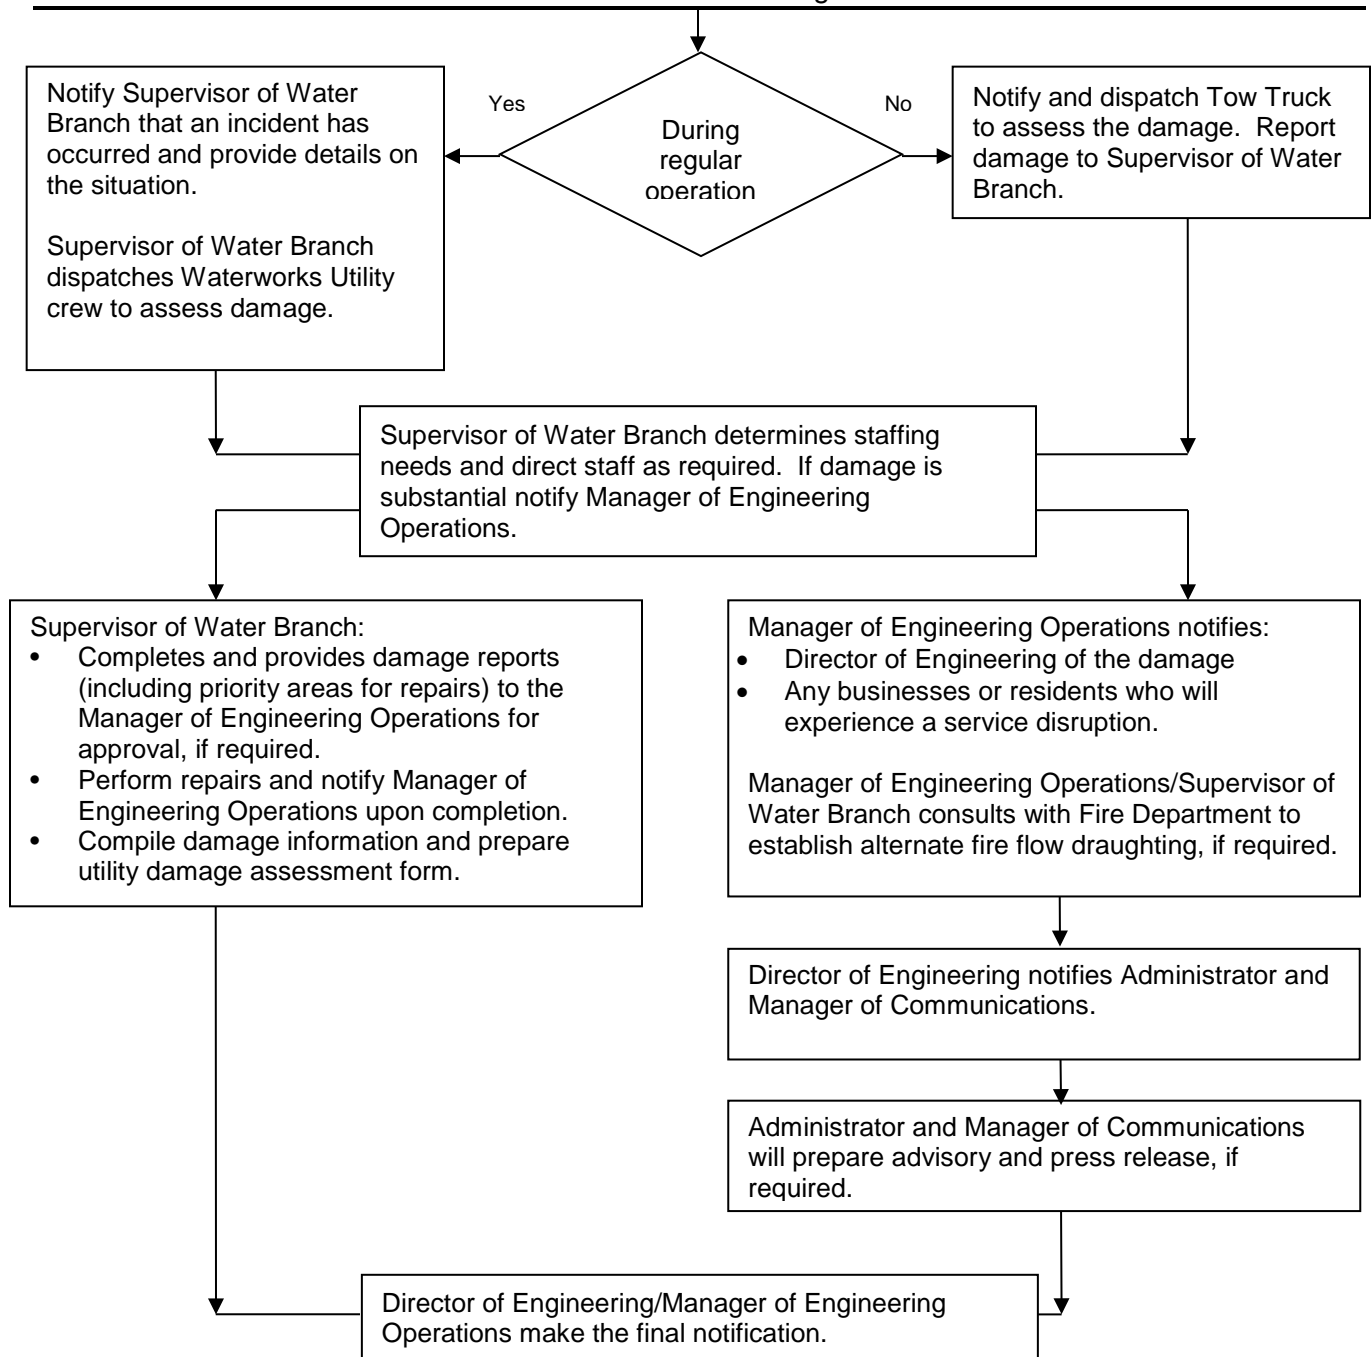 Yes
No
During
regular
operation
Notify Supervisor of Water
Branch that an incident has
occurred and provide details on
the situation.
Supervisor of Water Branch
dispatches Waterworks Utility
crew to assess damage.
Notify and dispatch Tow Truck
to assess the damage.  Report
damage to Supervisor of Water
Branch.
Supervisor of Water Branch determines staffing
needs and direct staff as required.  If damage is
substantial notify Manager of Engineering
Operations.
Supervisor of Water Branch:
• Completes and provides damage reports
(including priority areas for repairs) to the
Manager of Engineering Operations for
approval, if required.
• Perform repairs and notify Manager of
Engineering Operations upon completion.
• Compile damage information and prepare
utility damage assessment form.
Manager of Engineering Operations notifies:
• Director of Engineering of the damage
• Any businesses or residents who will
experience a service disruption.
Manager of Engineering Operations/Supervisor of
Water Branch consults with Fire Department to
establish alternate fire flow draughting, if required.
Director of Engineering notifies Administrator and
Manager of Communications.
Administrator and Manager of Communications
will prepare advisory and press release, if
required.
Director of Engineering/Manager of Engineering
Operations make the final notification.